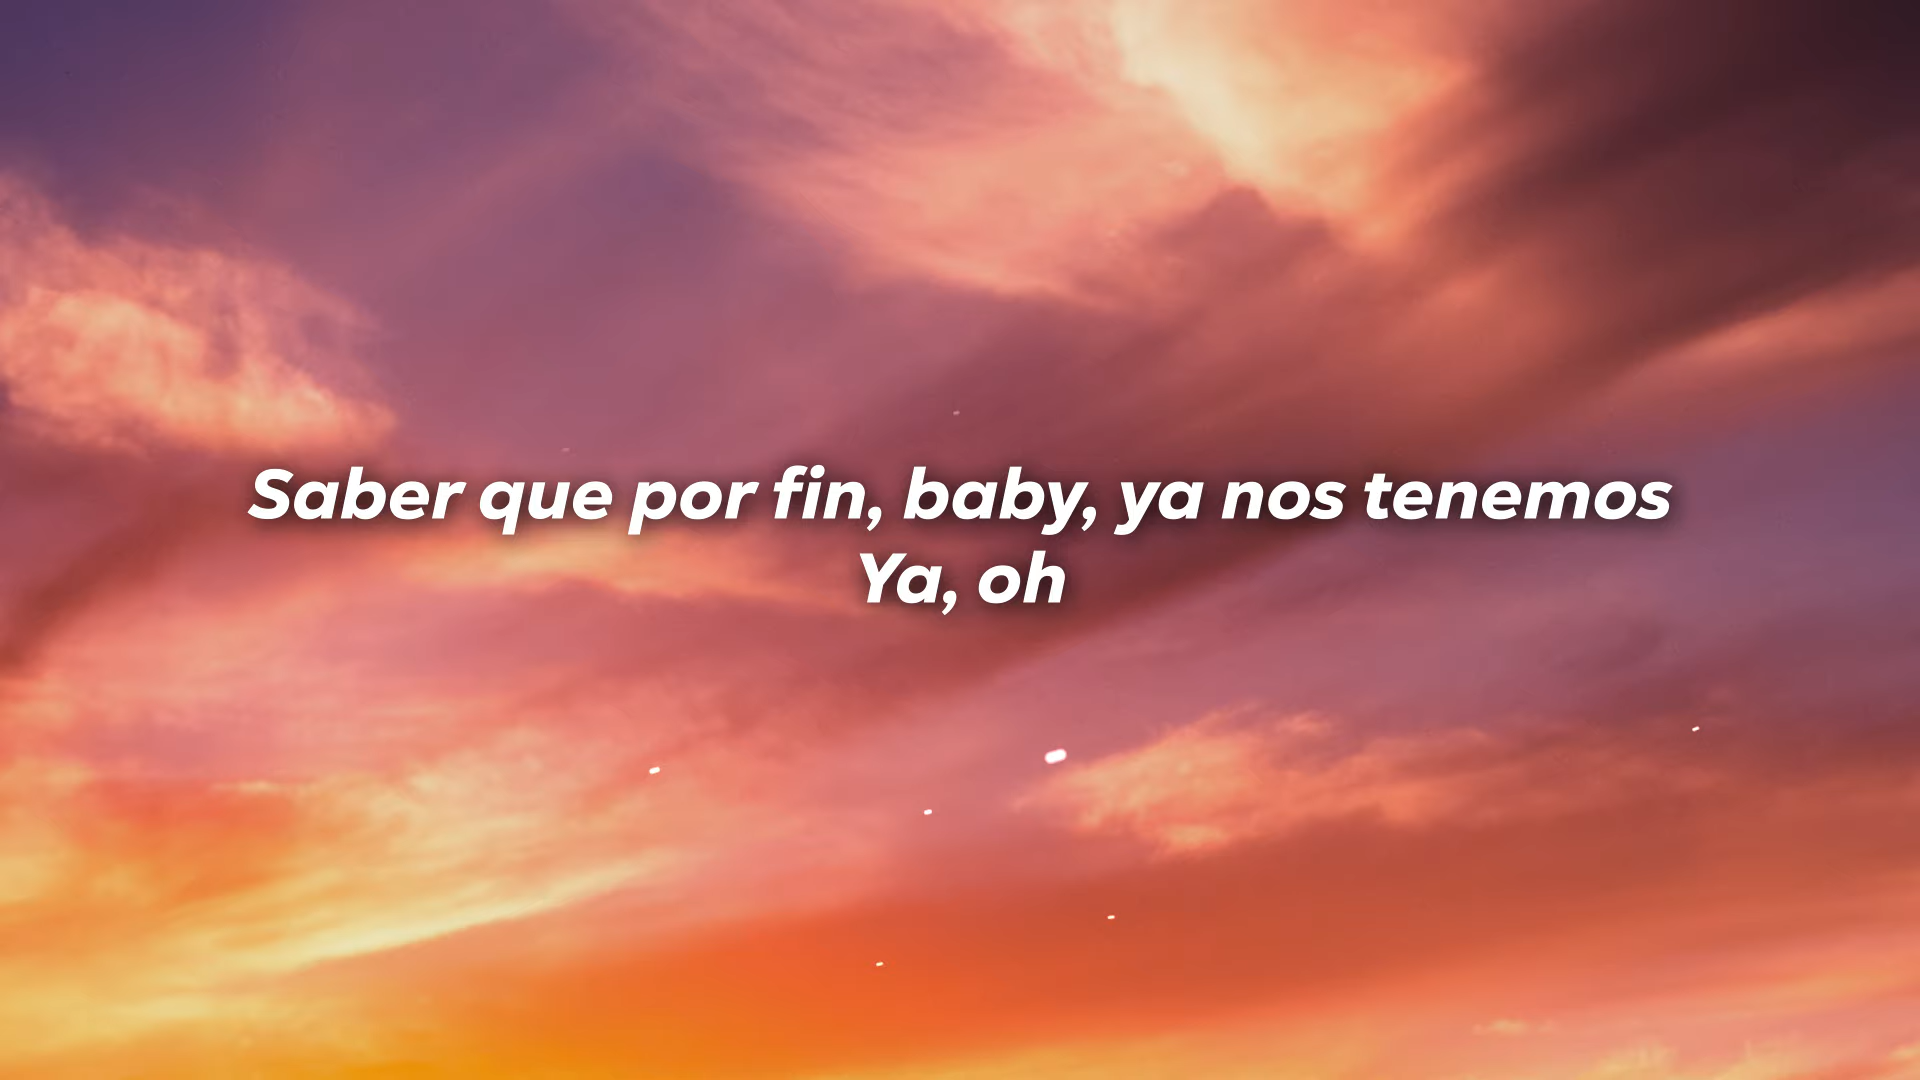 Saber que por fin, baby, ya nos tenemos
Ya, oh